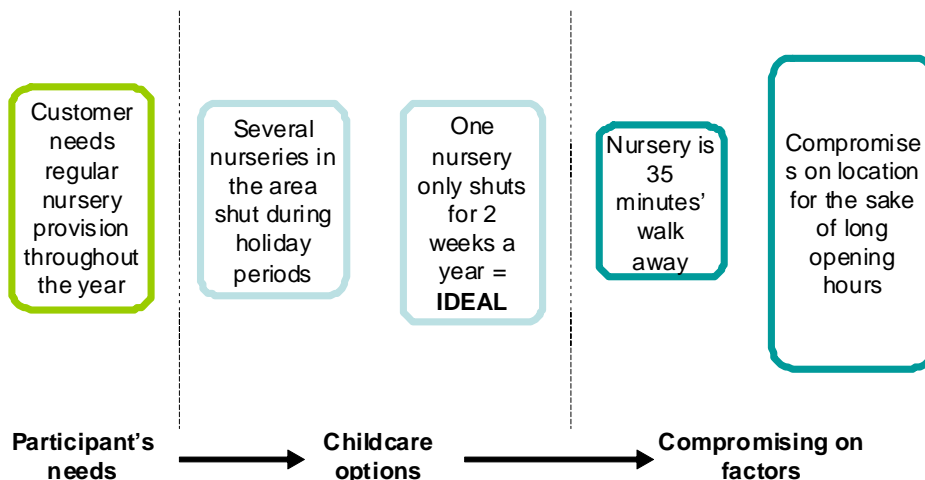 Customer
needs
regular
nursery
provision
throughout
the year
Several
nurseries in
the area
shut during
holiday
periods
One
nursery
only shuts
for 2
weeks a
year =
IDEAL
Nursery is
35
minutes’
walk
away
Compromise
s on location
for the sake
of long
opening
hours
Participant’s
needs
Childcare
options
Compromising on
factors